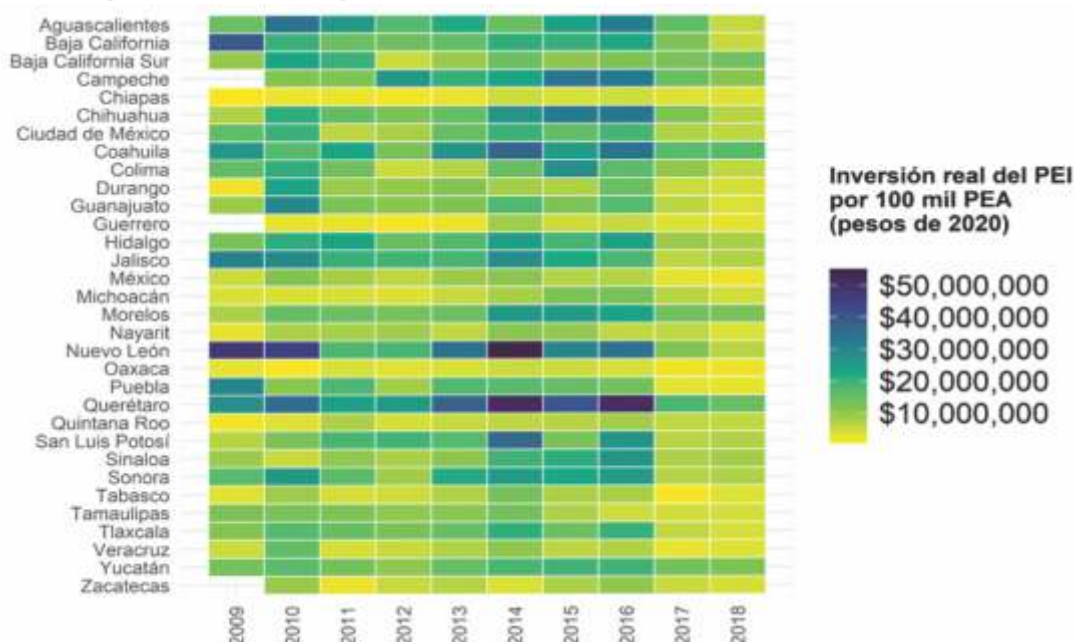 Aguascalientes
Baja California
Baja California Sur
Campeche
Chiapas
Chihuahua
Ciudad de México
Coahuila
Colima
Durango
Guanajuato
Guerrero
Hidalgo
Jalisco
México
Michoacán
Morelos
Nayarit
Nuevo León
Oaxaca
Puebla
Querétaro
Quintana Roo
San Luis Potosí
Sinaloa
Sonora
Tabasco
Tamaulipas
Tlaxcala
Veracruz
Yucatán
Zacatecas
2009
2010
2011
2012
2013
2014
2015
2016
2017
2018
Inversión real del PEI
por 100 mil PEA
(pesos de 2020)
$50,000,000
$40,000,000
$30,000,000
$20,000,000
$10,000,000